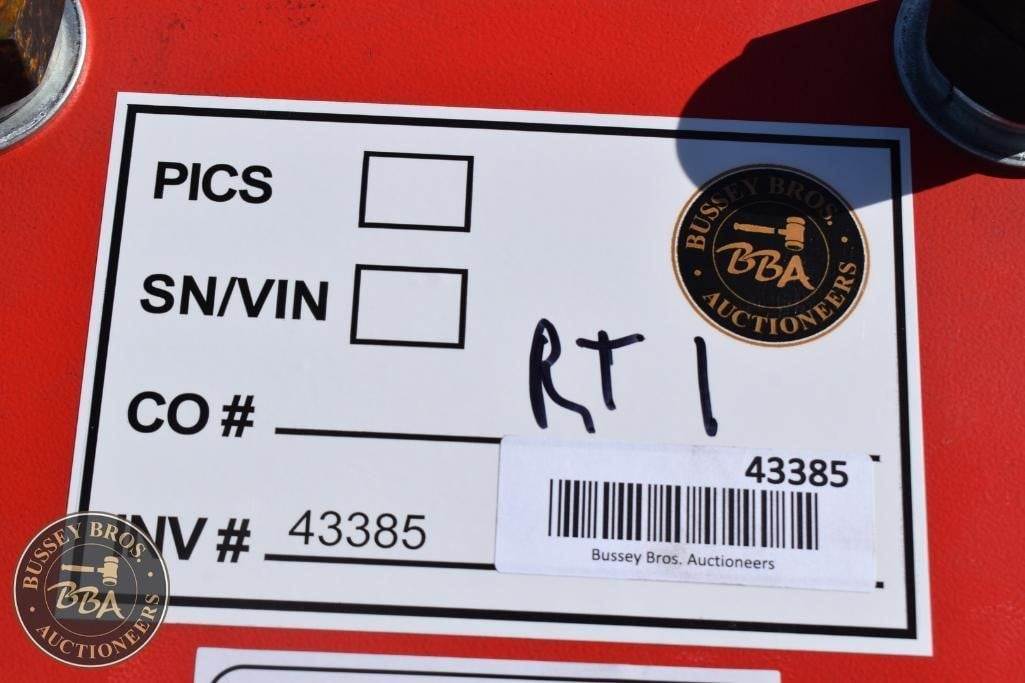 PICS
BUSSEY BROS.
BBA
AUCTIONEERS
SN/VIN
RT 1
CO #
43385
INV # 43385
Bussey Bros. Auctioneers
BUSSEY BROS.
BBA
AUCTIONEERS